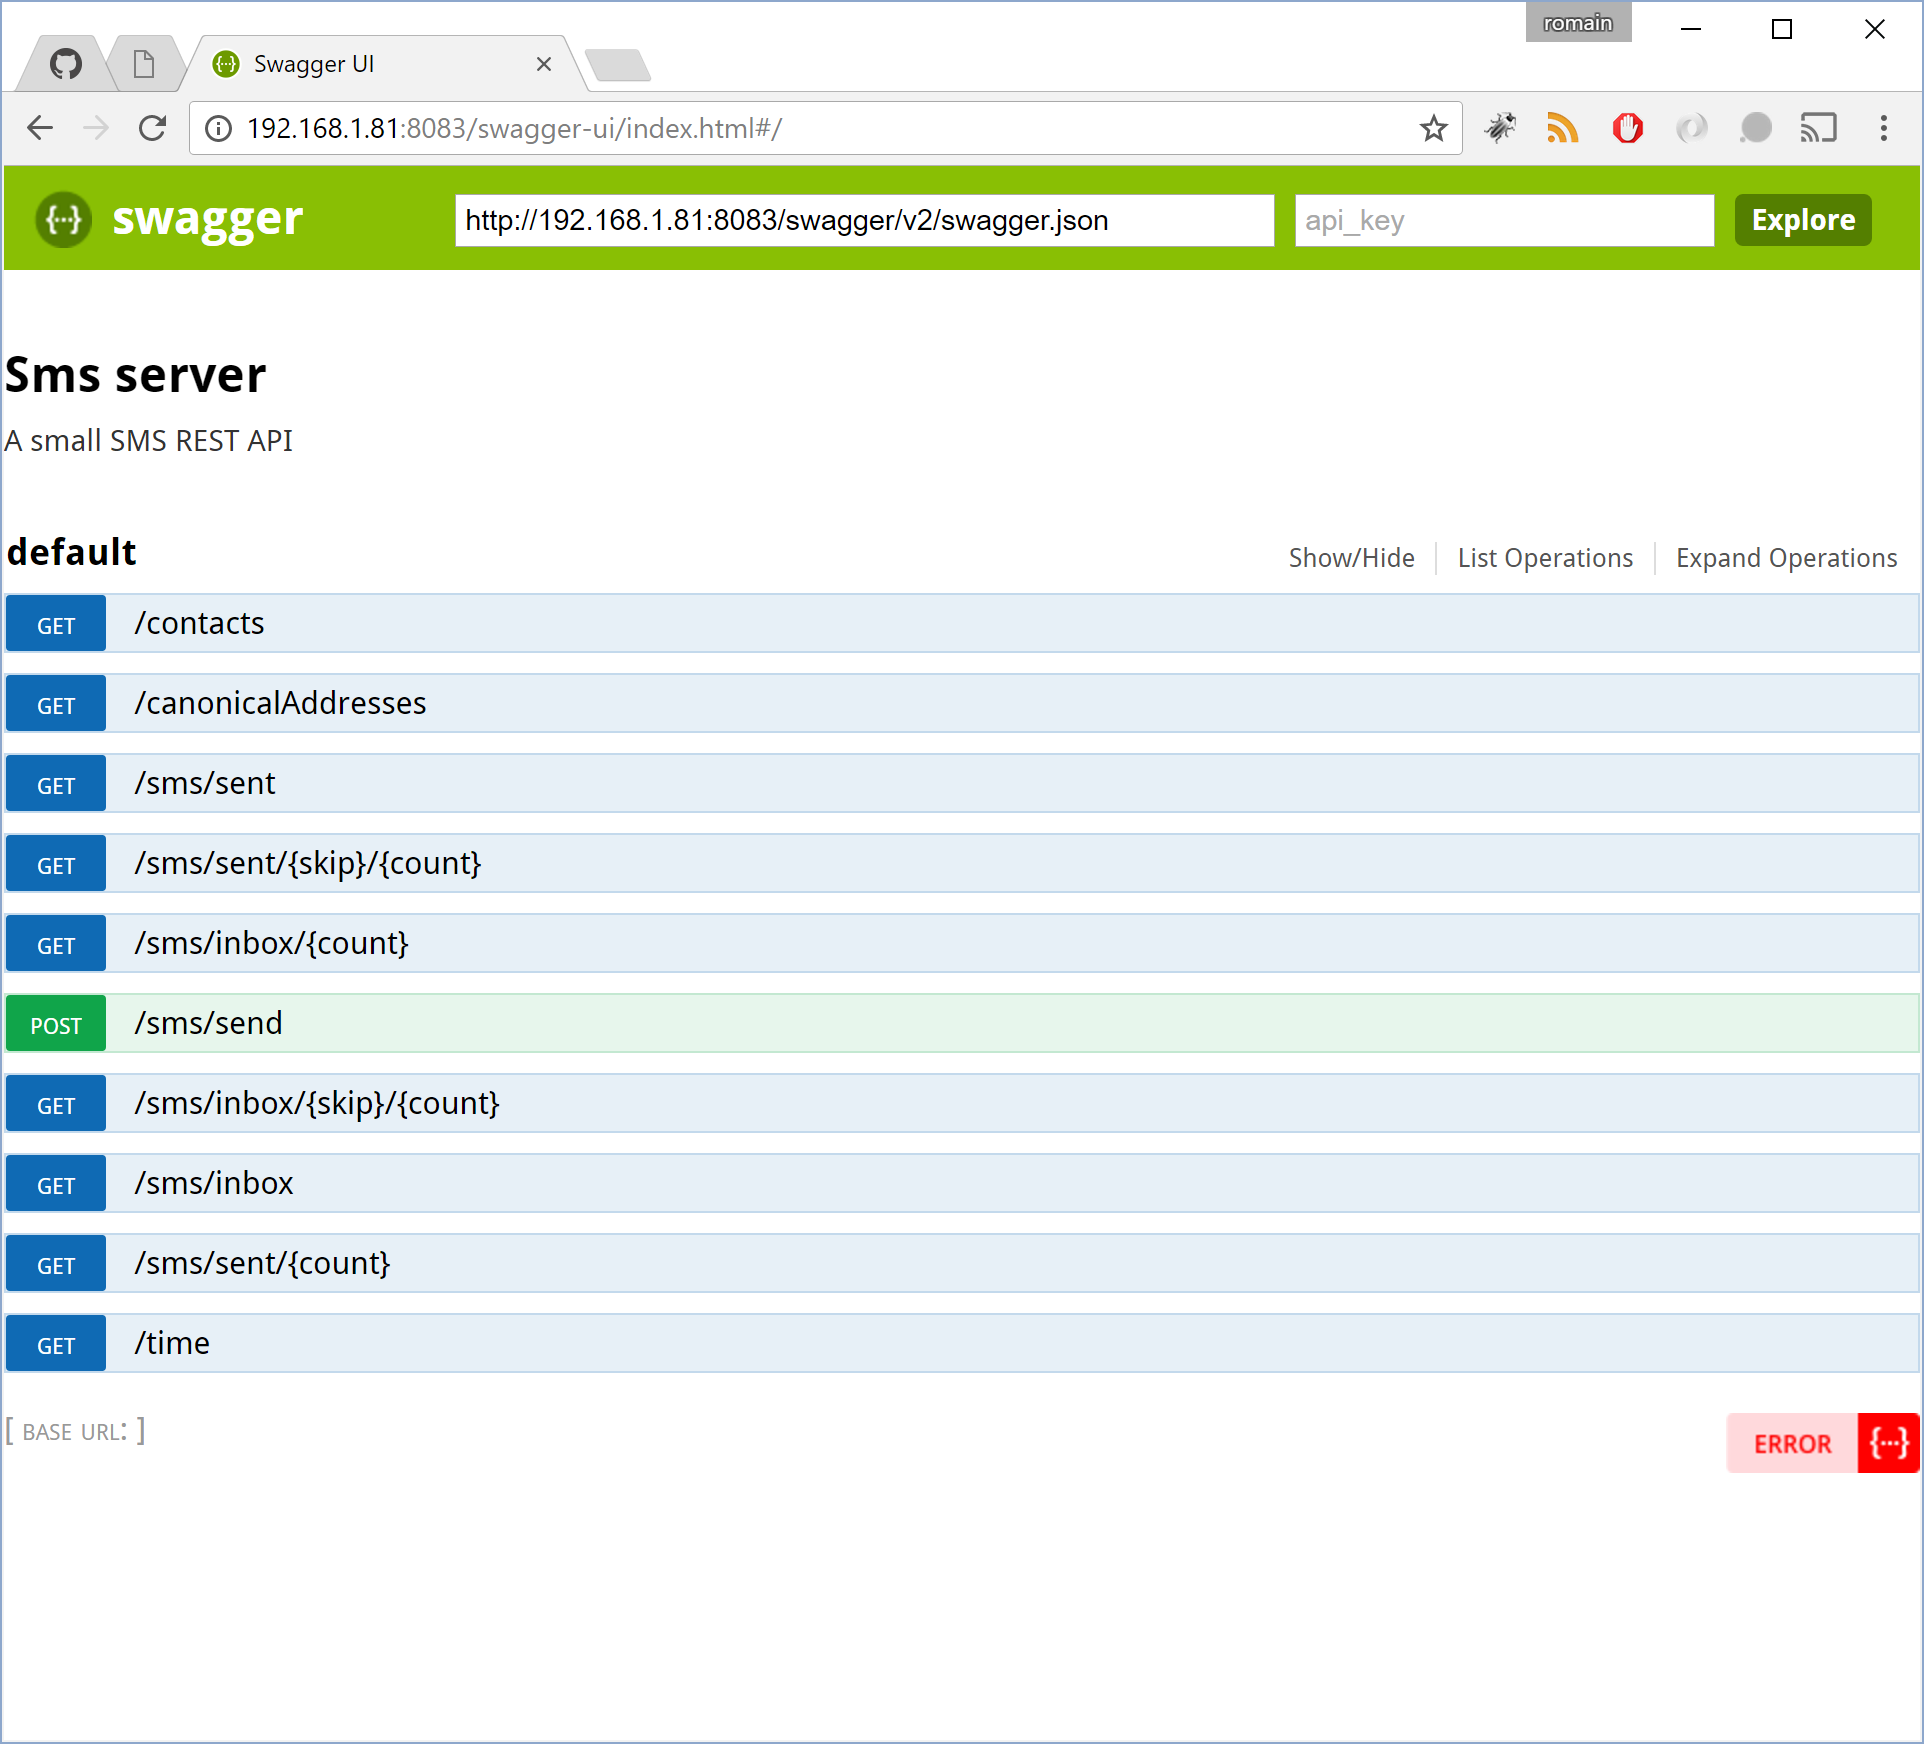 romain
Swagger UI
192.168.1.81:8083/swagger-ui/index.html#/
{···} swagger http://192.168.1.81:8083/swagger/v2/swagger.json api_key Explore
Sms server
A small SMS REST API
default Show/Hide List Operations Expand Operations
GET /contacts
GET /canonicalAddresses
GET /sms/sent
GET /sms/sent/{skip}/{count}
GET /sms/inbox/{count}
POST /sms/send
GET /sms/inbox/{skip}/{count}
GET /sms/inbox
GET /sms/sent/{count}
GET /time
[ BASE URL: ] ERROR {···}